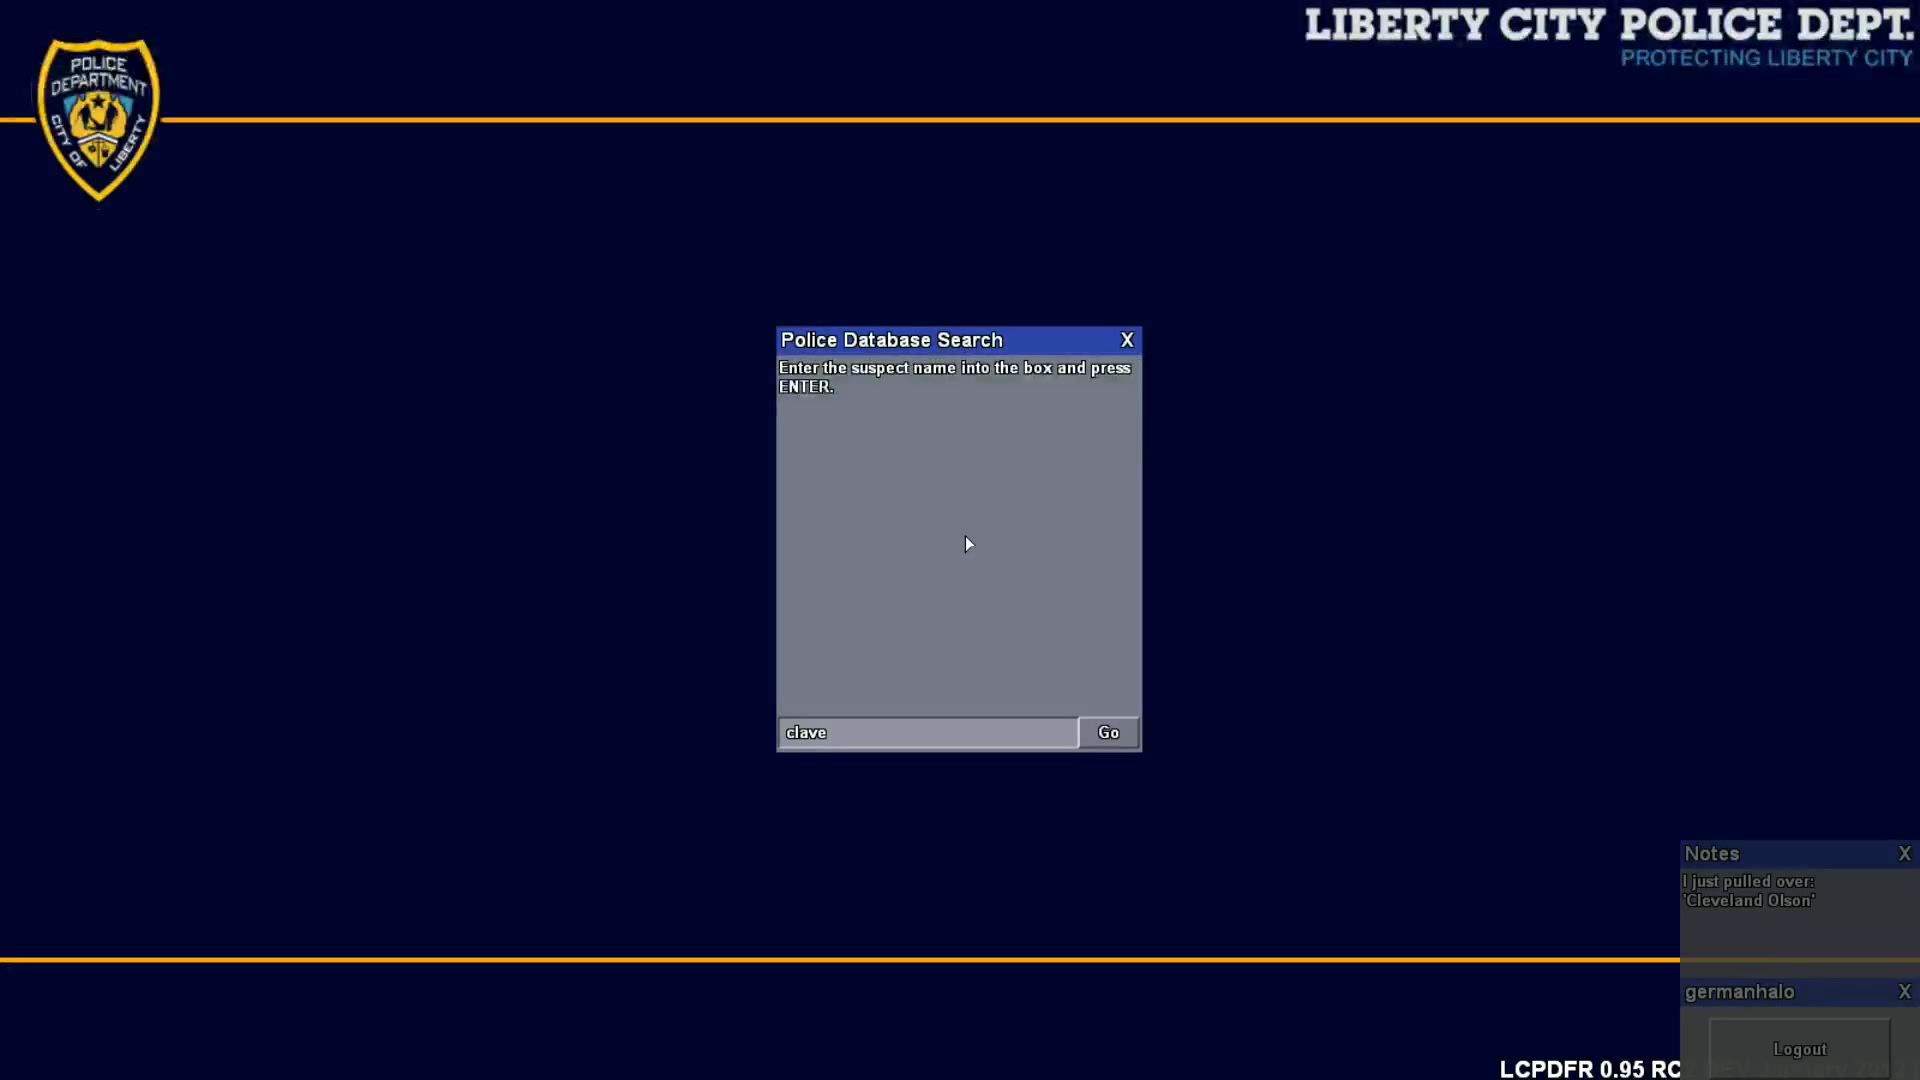 LIBERTY CITY POLICE DEPT.
PROTECTING LIBERTY CITY
POLICE
DEPARTMENT
CITY OF LIBERTY
Police Database Search X
Enter the suspect name into the box and press
ENTER.
clave Go
Notes X
I just pulled over:
'Cleveland Olson'
germanhalo X
Logout
LCPDFR 0.95 RC